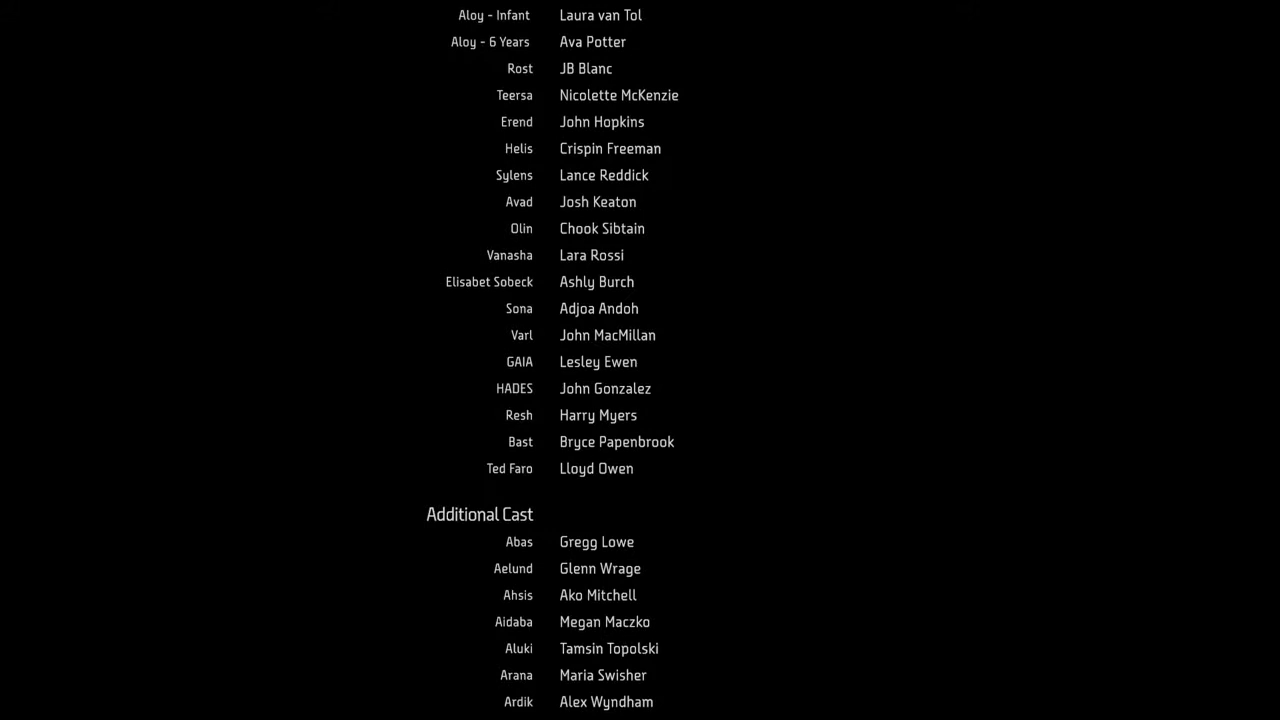 Aloy - Infant Laura van Tol
Aloy - 6 Years Ava Potter
Rost JB Blanc
Teersa Nicolette McKenzie
Erend John Hopkins
Helis Crispin Freeman
Sylens Lance Reddick
Avad Josh Keaton
Olin Chook Sibtain
Vanasha Lara Rossi
Elisabet Sobeck Ashly Burch
Sona Adjoa Andoh
Varl John MacMillan
GAIA Lesley Ewen
HADES John Gonzalez
Resh Harry Myers
Bast Bryce Papenbrook
Ted Faro Lloyd Owen
Additional Cast
Abas Gregg Lowe
Aelund Glenn Wrage
Ahsis Ako Mitchell
Aidaba Megan Maczko
Aluki Tamsin Topolski
Arana Maria Swisher
Ardik Alex Wyndham